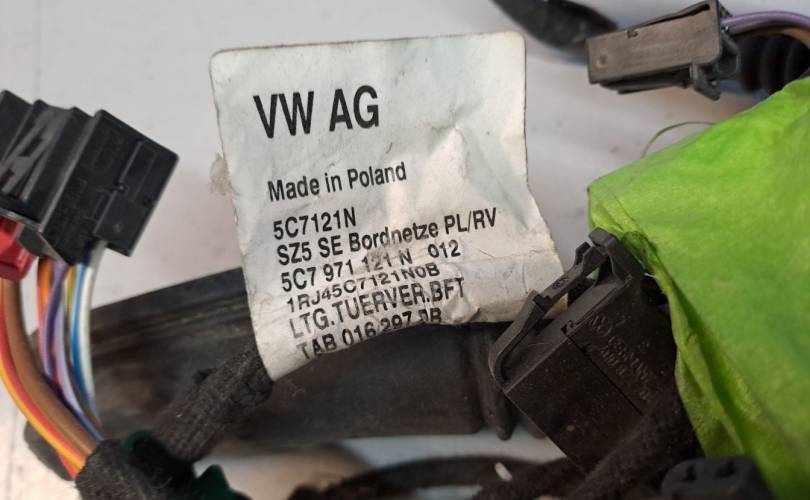 VW AG
Made in Poland
5C7121N
SZ5 SE Bordnetze PL/RV
5C7 971 121 N 012
1RJ45C7121N0B
LTG.TUERVER.BFT
TAB 016 297